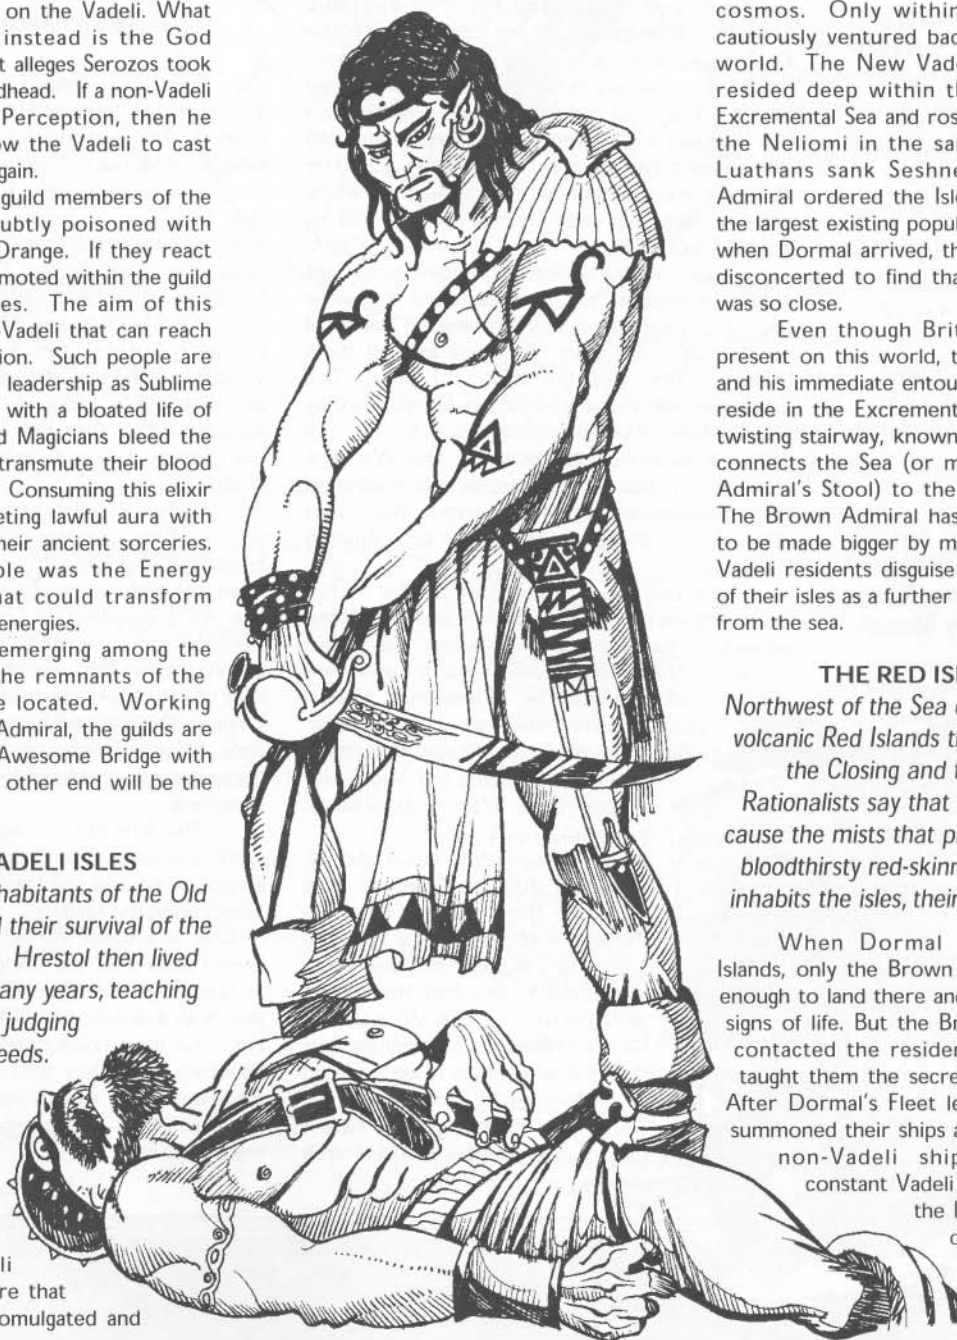 on the Vadeli. What
instead is the God
t alleges Serozos took
dhead. If a non-Vadeli
Perception, then he
ow the Vadeli to cast
gain.
guild members of the
ubtly poisoned with
Orange. If they react
moted within the guild
es. The aim of this
-Vadeli that can reach
ion. Such people are
leadership as Sublime
with a bloated life of
d Magicians bleed the
transmute their blood
Consuming this elixir
eting lawful aura with
heir ancient sorceries.
ple was the Energy
hat could transform
energies.
emerging among the
he remnants of the
e located. Working
Admiral, the guilds are
Awesome Bridge with
other end will be the
ADELI ISLES
habitants of the Old
d their survival of the
Hrestol then lived
any years, teaching
judging
eeds.
li
re that
omulgated and
cosmos. Only within
cautiously ventured bac
world. The New Vad
resided deep within th
Excremental Sea and ros
the Neliomi in the sa
Luathans sank Seshne
Admiral ordered the Isle
the largest existing popul
when Dormal arrived, th
disconcerted to find tha
was so close.
Even though Brit
present on this world, t
and his immediate entou
reside in the Excrement
twisting stairway, known
connects the Sea (or m
Admiral's Stool) to the
The Brown Admiral has
to be made bigger by m
Vadeli residents disguise
of their isles as a further
from the sea.
THE RED ISL
Northwest of the Sea
volcanic Red Islands th
the Closing and t
Rationalists say that
cause the mists that p
bloodthirsty red-skinn
inhabits the isles, their
When Dormal
Islands, only the Brown
enough to land there and
signs of life. But the Br
contacted the residen
taught them the secre
After Dormal's Fleet le
summoned their ships a
non-Vadeli ship
constant Vadeli
the I